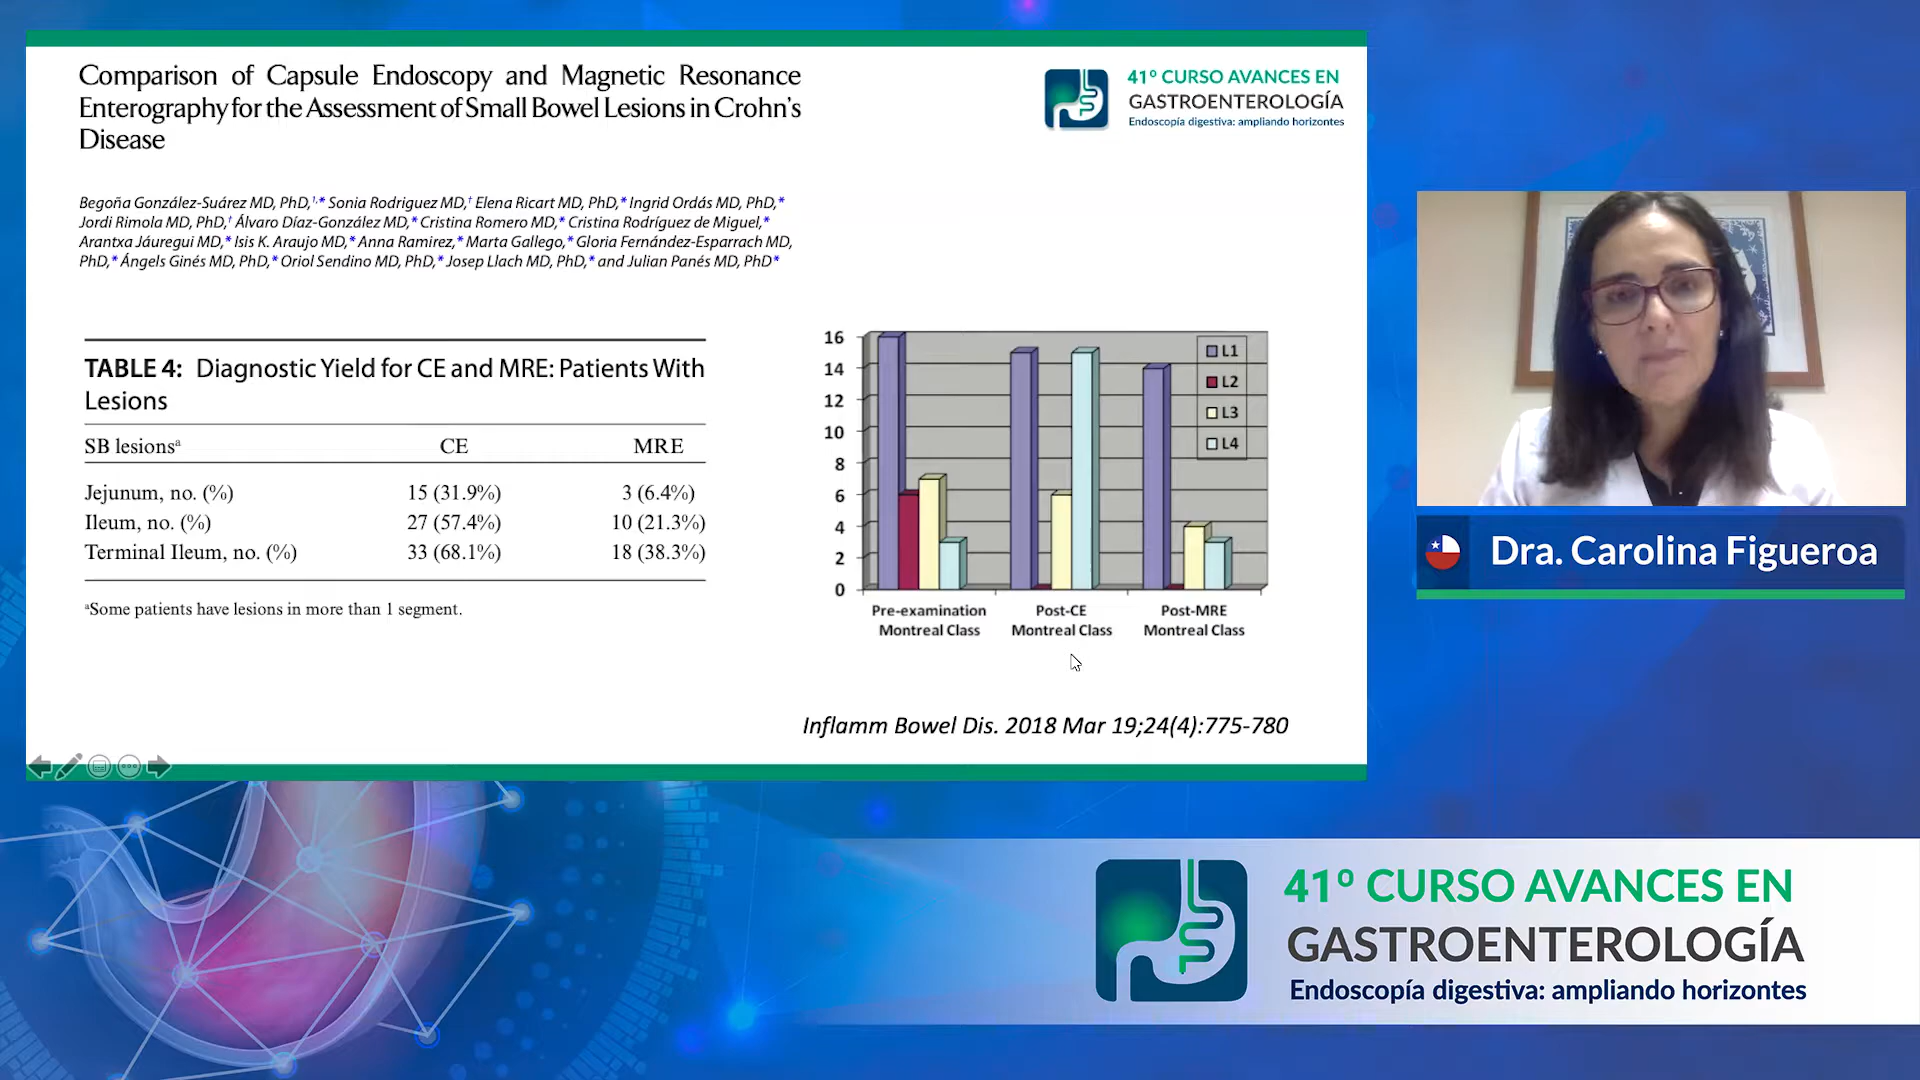 Comparison of Capsule Endoscopy and Magnetic Resonance
Enterography for the Assessment of Small Bowel Lesions in Crohn's
Disease
41º CURSO AVANCES EN
GASTROENTEROLOGÍA
Endoscopía digestiva: ampliando horizontes
Begoña González-Suárez MD, PhD,¹,* Sonia Rodriguez MD,† Elena Ricart MD, PhD,* Ingrid Ordás MD, PhD,*
Jordi Rimola MD, PhD,† Álvaro Díaz-González MD,* Cristina Romero MD,* Cristina Rodríguez de Miguel,*
Arantxa Jáuregui MD,* Isis K. Araujo MD,* Anna Ramirez,* Marta Gallego,* Gloria Fernández-Esparrach MD,
PhD,* Ángels Ginés MD, PhD,* Oriol Sendino MD, PhD,* Josep Llach MD, PhD,* and Julian Panés MD, PhD*
TABLE 4: Diagnostic Yield for CE and MRE: Patients With
Lesions
SB lesionsᵃ CE MRE
Jejunum, no. (%) 15 (31.9%) 3 (6.4%)
Ileum, no. (%) 27 (57.4%) 10 (21.3%)
Terminal Ileum, no. (%) 33 (68.1%) 18 (38.3%)
ᵃSome patients have lesions in more than 1 segment.
16
14
12
10
8
6
4
2
0
L1
L2
L3
L4
Pre-examination
Montreal Class
Post-CE
Montreal Class
Post-MRE
Montreal Class
Inflamm Bowel Dis. 2018 Mar 19;24(4):775-780
Dra. Carolina Figueroa
41º CURSO AVANCES EN
GASTROENTEROLOGÍA
Endoscopía digestiva: ampliando horizontes